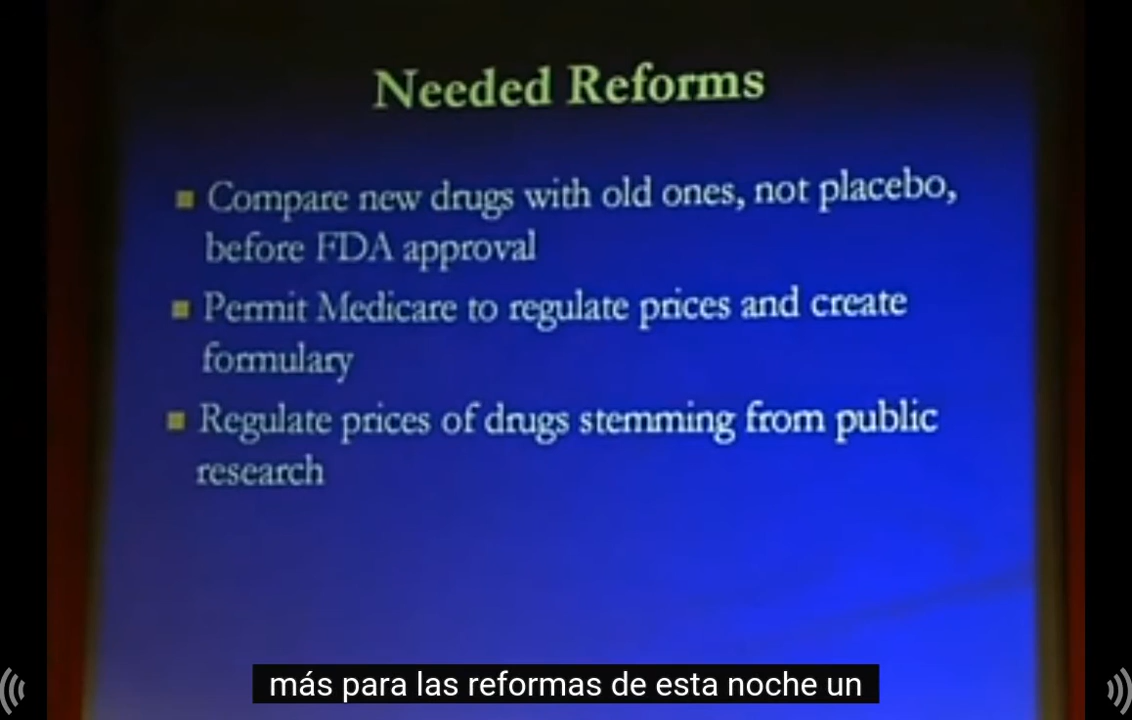 Needed Reforms
Compare new drugs with old ones, not placebo,
before FDA approval
Permit Medicare to regulate prices and create
formulary
Regulate prices of drugs stemming from public
research
más para las reformas de esta noche un